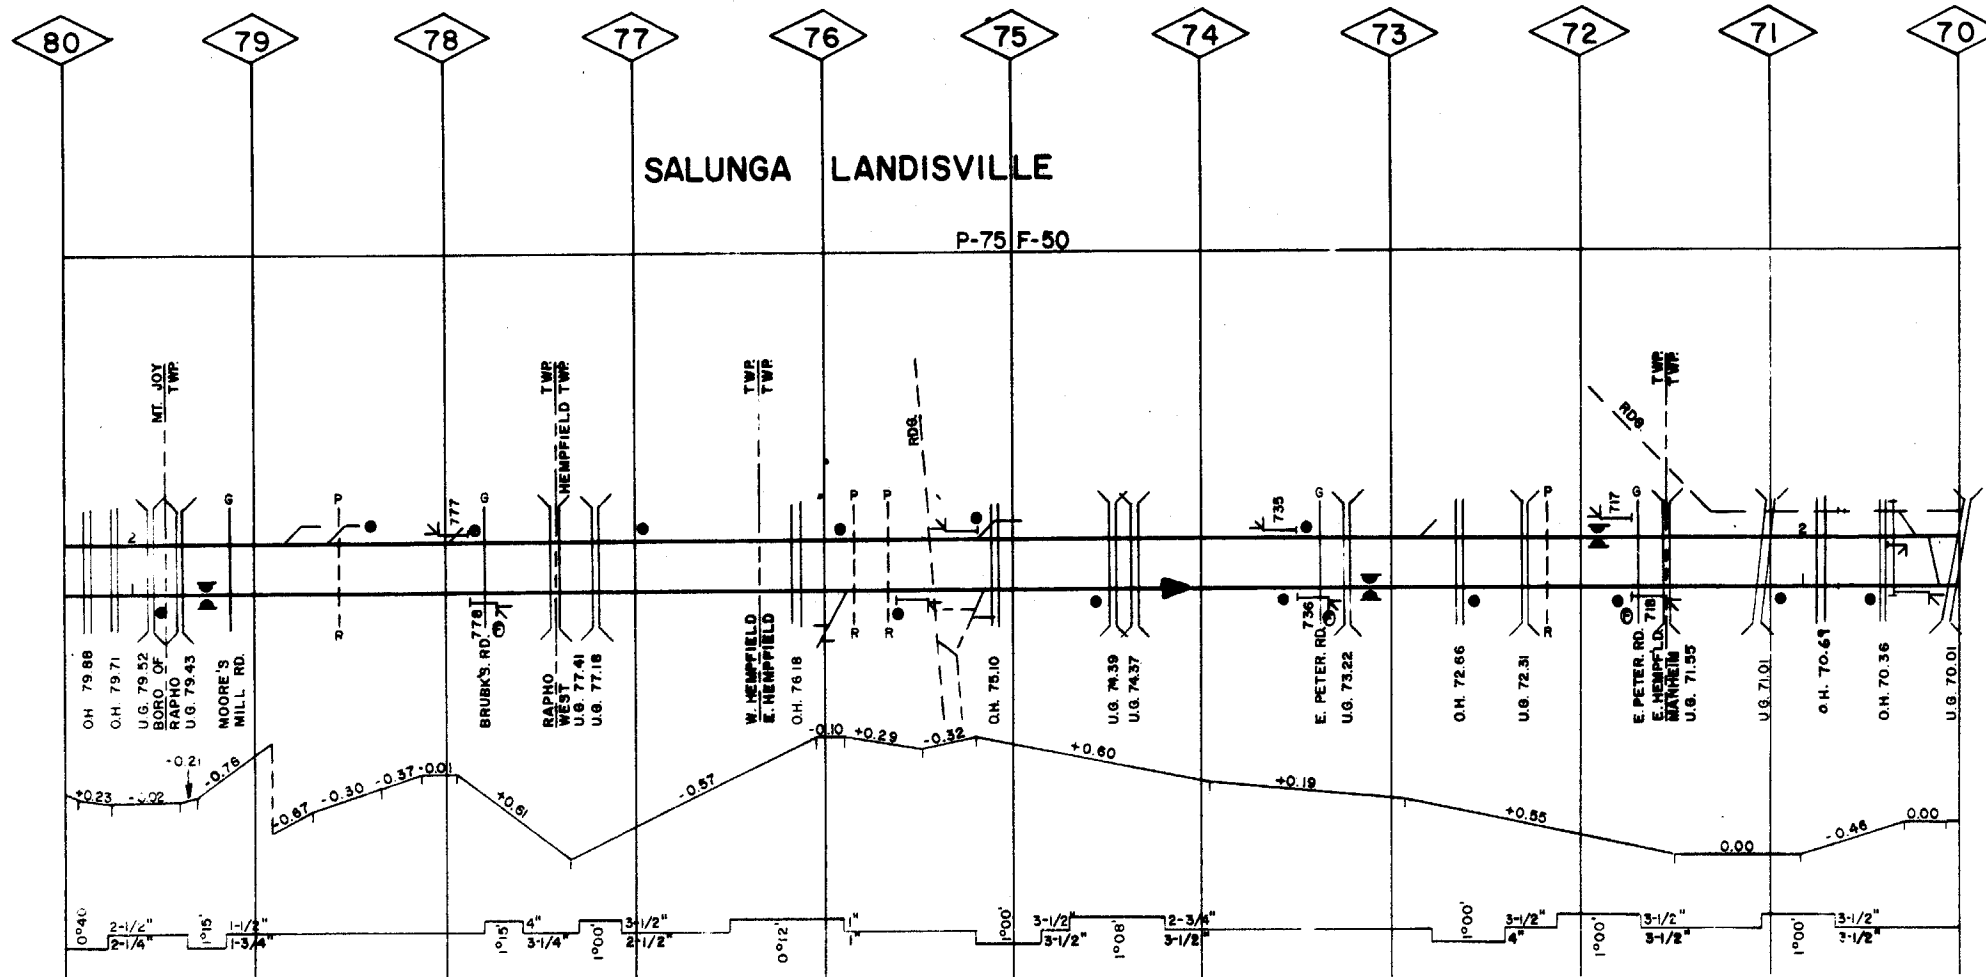 80 79 78 77 76 75 74 73 72 71 70
SALUNGA LANDISVILLE
P-75 F-50
MT. JOY
TWP.
TWP.
HEMPFIELD TWP.
TWP.
TWP.
RDG.
TWP.
TWP.
RDG
G P 777 G P P 735 G P 717 G
2 2
1 1
R 778 R R 736 R 718
O.H. 79.88
O.H. 79.71
U.G. 79.52
BORO OF
RAPHO
U.G. 79.43
MOORE'S
MILL RD.
BRUBK'S. RD.
RAPHO
WEST
U.G. 77.41
U.G. 77.18
W. HEMPFIELD
E. HEMPFIELD
O.H. 76.18
O.H. 75.10
U.G. 74.39
U.G. 74.37
E. PETER. RD.
U.G. 73.22
O.H. 72.66
U.G. 72.31
E. PETER. RD.
E. HEMPF'LD.
MANHEIM
U.G. 71.55
U.G. 71.01
O.H. 70.69
O.H. 70.36
U.G. 70.01
+0.23 -0.02 -0.21 -0.76 -0.67 -0.30 -0.37 -0.01 +0.61 -0.57 -0.10 +0.29 -0.32 +0.60 +0.19 +0.55 0.00 -0.46 0.00
0°40 2-1/2" 1°15' 1-1/2" 1°15' 4" 1°00' 3-1/2" 0°12' 1" 1°00' 3-1/2" 1°08' 2-3/4" 1°00' 3-1/2" 1°00' 3-1/2" 1°00' 3-1/2"
2-1/4" 1-3/4" 3-1/4" 2-1/2" 1" 3-1/2" 3-1/2" 4" 3-1/2" 3-1/2"